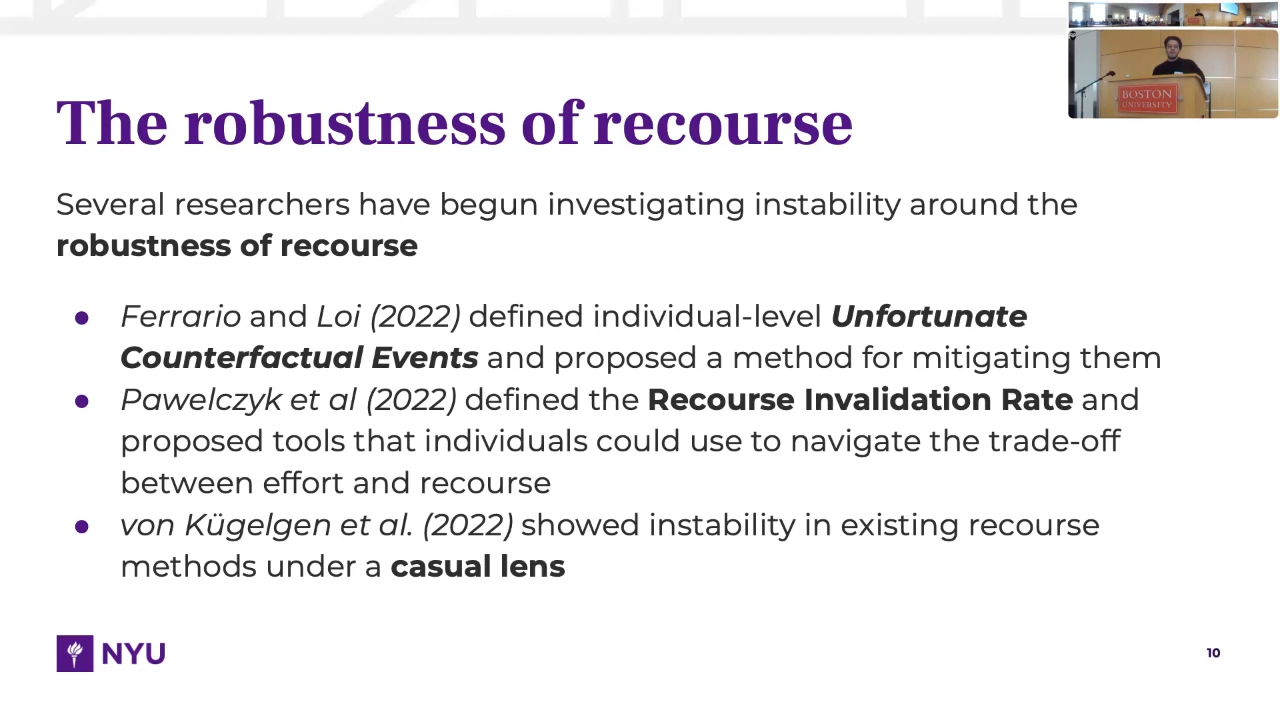 BOSTON
UNIVERSITY
The robustness of recourse
Several researchers have begun investigating instability around the
robustness of recourse
● Ferrario and Loi (2022) defined individual-level Unfortunate
Counterfactual Events and proposed a method for mitigating them
● Pawelczyk et al (2022) defined the Recourse Invalidation Rate and
proposed tools that individuals could use to navigate the trade-off
between effort and recourse
● von Kügelgen et al. (2022) showed instability in existing recourse
methods under a casual lens
NYU
10